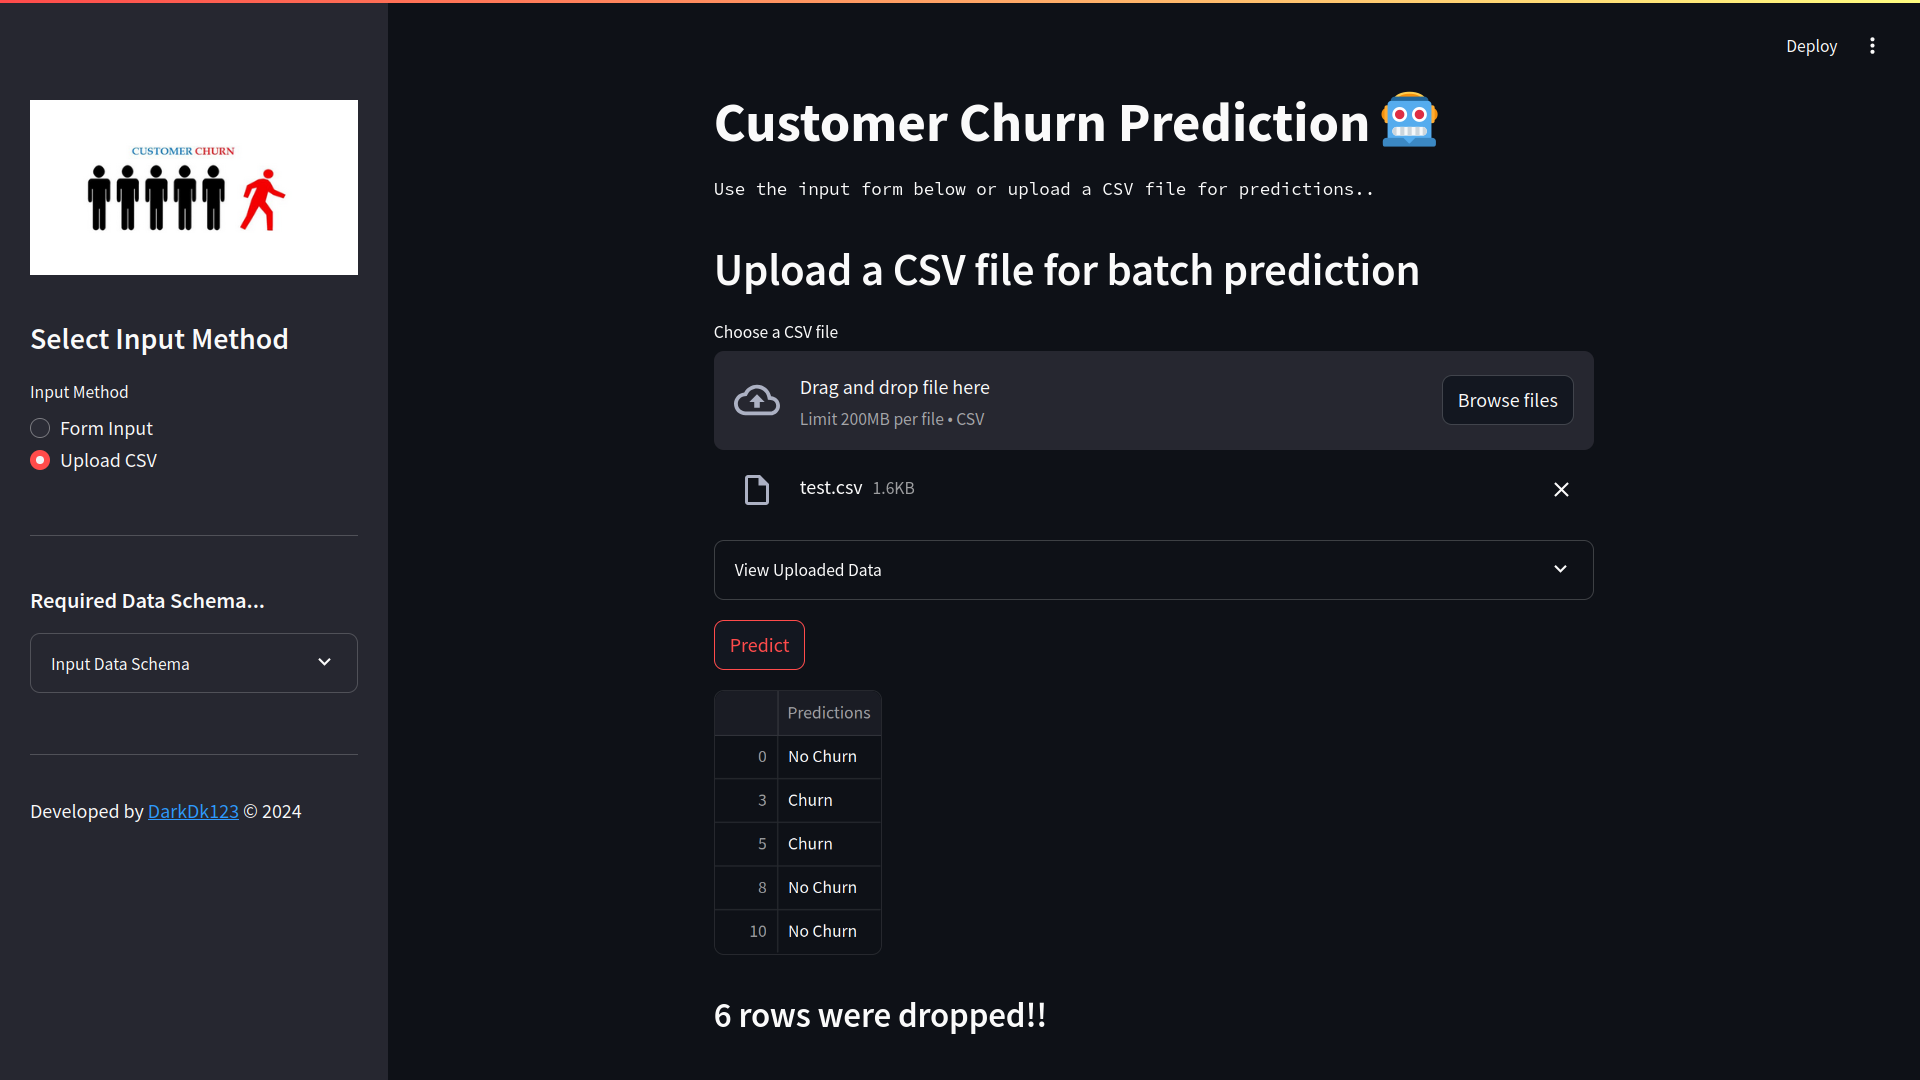 Deploy
CUSTOMER CHURN
Select Input Method
Input Method
Form Input
Upload CSV
Required Data Schema...
Input Data Schema
Developed by DarkDk123 © 2024
Customer Churn Prediction
Use the input form below or upload a CSV file for predictions..
Upload a CSV file for batch prediction
Choose a CSV file
Drag and drop file here
Limit 200MB per file • CSV
Browse files
test.csv 1.6KB
View Uploaded Data
Predict
Predictions
0 No Churn
3 Churn
5 Churn
8 No Churn
10 No Churn
6 rows were dropped!!